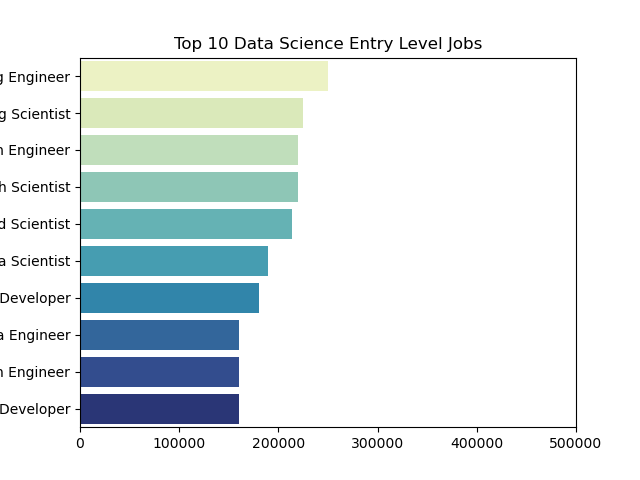 Top 10 Data Science Entry Level Jobs
g Engineer
g Scientist
n Engineer
h Scientist
d Scientist
a Scientist
Developer
a Engineer
n Engineer
Developer
0 100000 200000 300000 400000 500000